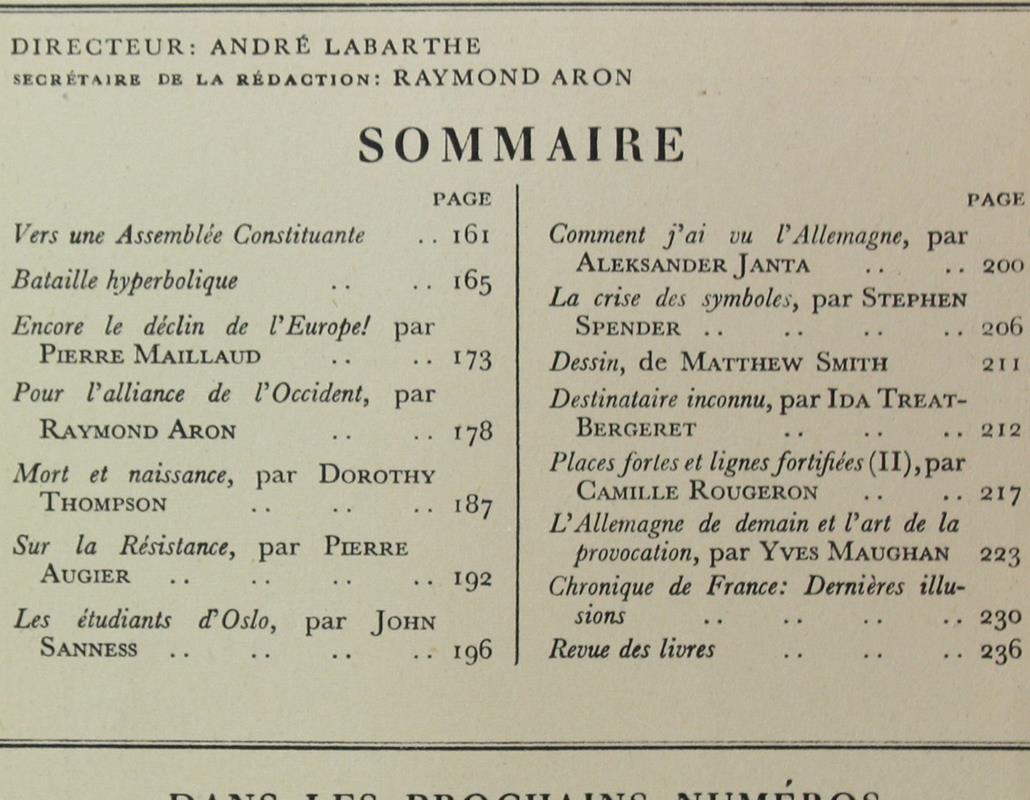 DIRECTEUR: ANDRÉ LABARTHE
SECRÉTAIRE DE LA RÉDACTION: RAYMOND ARON
SOMMAIRE
PAGE
Vers une Assemblée Constituante .. 161
Bataille hyperbolique .. .. 165
Encore le déclin de l'Europe! par
PIERRE MAILLAUD .. .. 173
Pour l'alliance de l'Occident, par
RAYMOND ARON .. .. 178
Mort et naissance, par DOROTHY
THOMPSON .. .. .. 187
Sur la Résistance, par PIERRE
AUGIER .. .. .. .. 192
Les étudiants d'Oslo, par JOHN
SANNESS .. .. .. .. 196
PAGE
Comment j'ai vu l'Allemagne, par
ALEKSANDER JANTA .. .. 200
La crise des symboles, par STEPHEN
SPENDER .. .. .. .. 206
Dessin, de MATTHEW SMITH 211
Destinataire inconnu, par IDA TREAT-
BERGERET .. .. .. 212
Places fortes et lignes fortifiées (II), par
CAMILLE ROUGERON .. .. 217
L'Allemagne de demain et l'art de la
provocation, par YVES MAUGHAN 223
Chronique de France: Dernières illu-
sions .. .. .. .. 230
Revue des livres .. .. .. 236
DANS LES PROCHAINS NUMÉROS